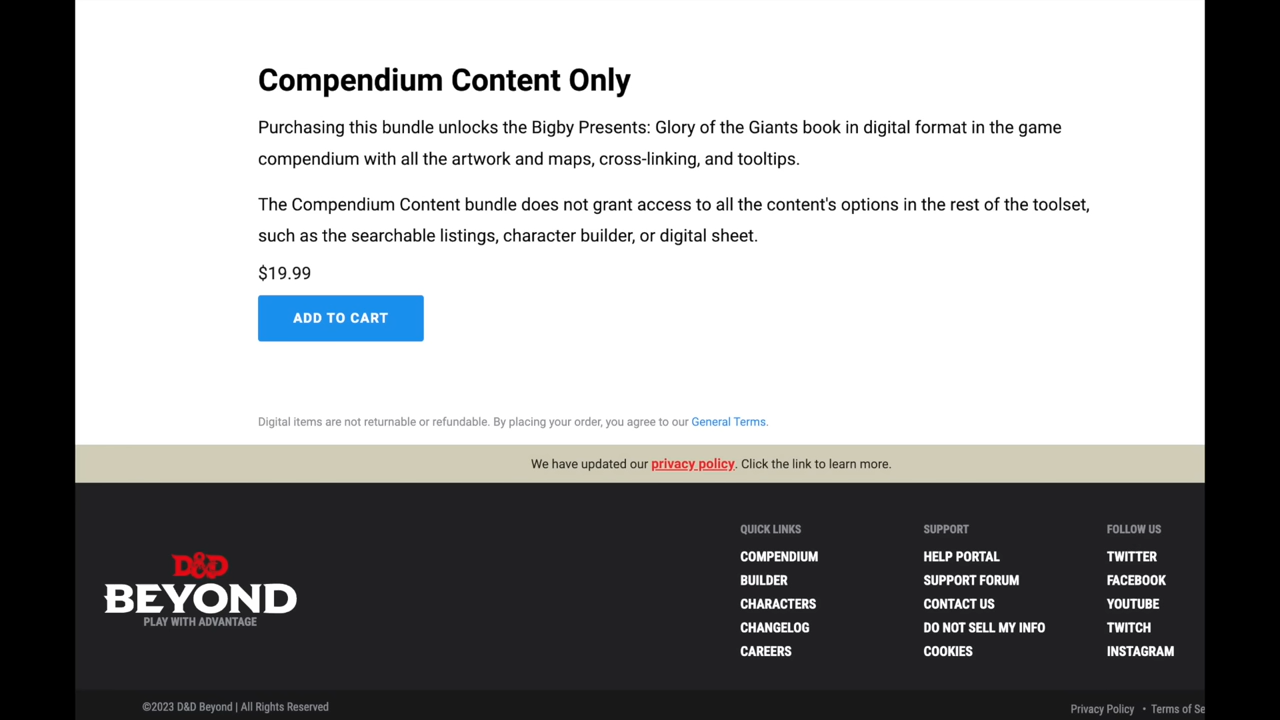 Compendium Content Only
Purchasing this bundle unlocks the Bigby Presents: Glory of the Giants book in digital format in the game
compendium with all the artwork and maps, cross-linking, and tooltips.
The Compendium Content bundle does not grant access to all the content's options in the rest of the toolset,
such as the searchable listings, character builder, or digital sheet.
$19.99
ADD TO CART
Digital items are not returnable or refundable. By placing your order, you agree to our General Terms.
We have updated our privacy policy. Click the link to learn more.
D&D
BEYOND
PLAY WITH ADVANTAGE
QUICK LINKS
COMPENDIUM
BUILDER
CHARACTERS
CHANGELOG
CAREERS
SUPPORT
HELP PORTAL
SUPPORT FORUM
CONTACT US
DO NOT SELL MY INFO
COOKIES
FOLLOW US
TWITTER
FACEBOOK
YOUTUBE
TWITCH
INSTAGRAM
©2023 D&D Beyond | All Rights Reserved
Privacy Policy • Terms of Se